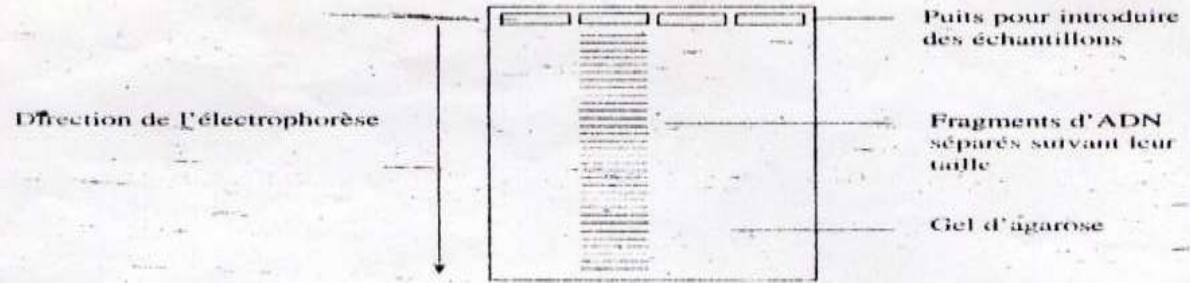 Puits pour introduire
des échantillons
Direction de l'électrophorèse
Fragments d'ADN
séparés suivant leur
taille
Gel d'agarose